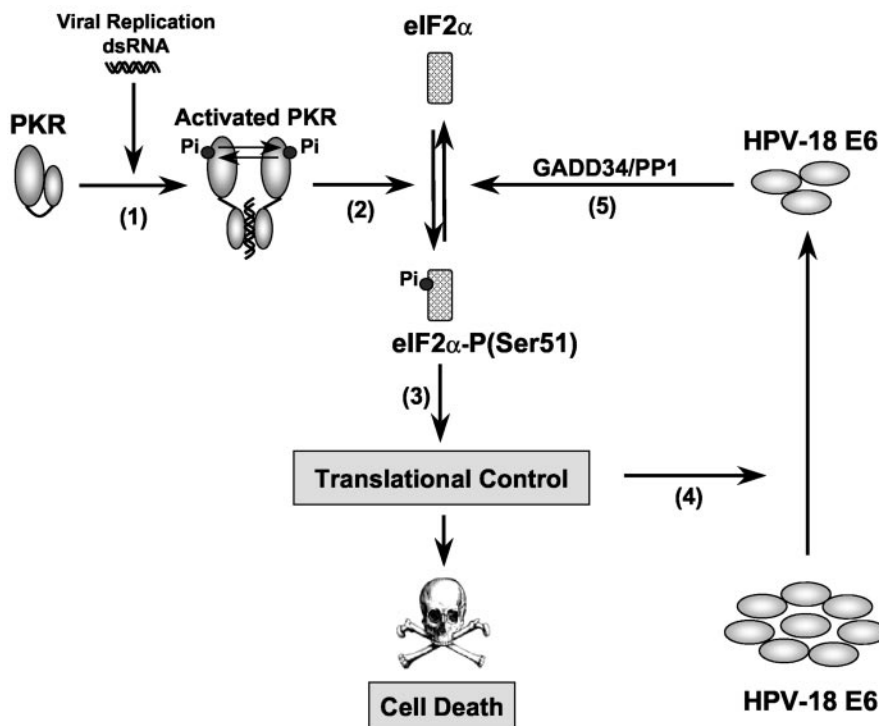 Viral Replication
dsRNA
eIF2α
PKR
Activated PKR
Pi
Pi
HPV-18 E6
GADD34/PP1
(1)
(2)
(5)
Pi
eIF2α-P(Ser51)
(3)
Translational Control
(4)
Cell Death
HPV-18 E6